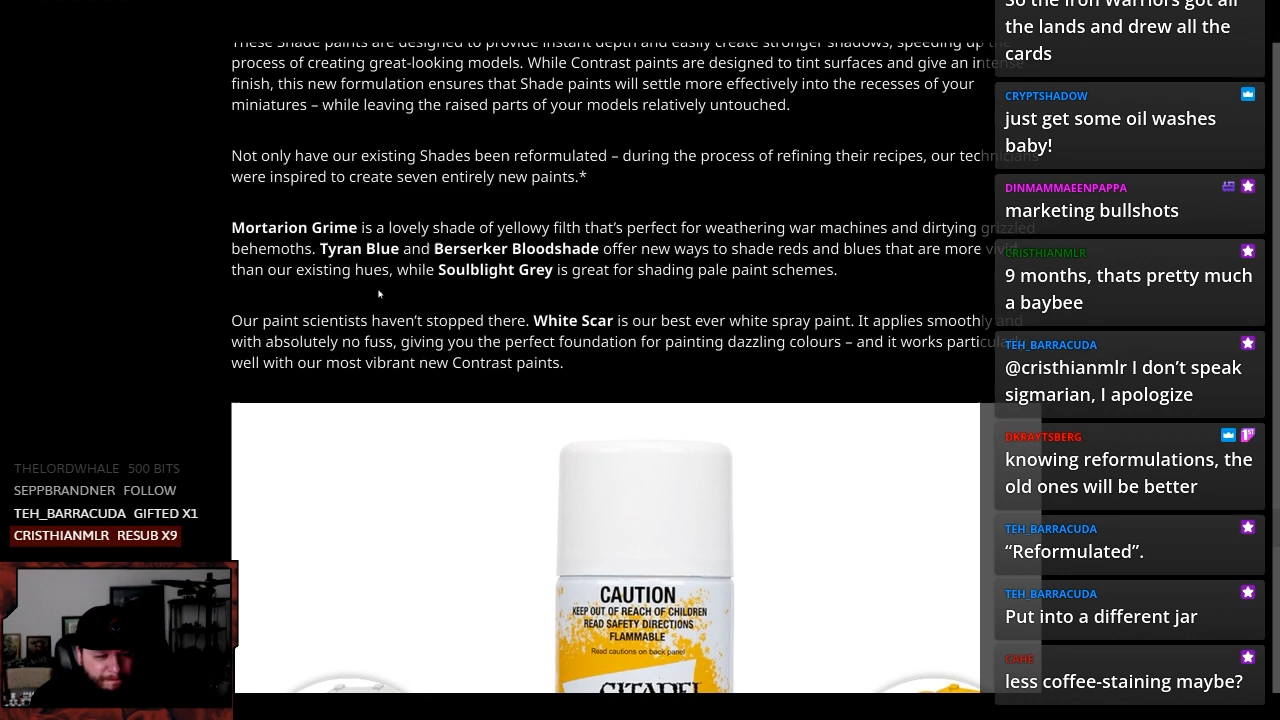 These Shade paints are designed to provide instant depth and easily create stronger shadows, speeding up the
process of creating great-looking models. While Contrast paints are designed to tint surfaces and give an intense
finish, this new formulation ensures that Shade paints will settle more effectively into the recesses of your
miniatures – while leaving the raised parts of your models relatively untouched.
Not only have our existing Shades been reformulated – during the process of refining their recipes, our technicians
were inspired to create seven entirely new paints.*
Mortarion Grime is a lovely shade of yellowy filth that's perfect for weathering war machines and dirtying grizzled
behemoths. Tyran Blue and Berserker Bloodshade offer new ways to shade reds and blues that are more vivid
than our existing hues, while Soulblight Grey is great for shading pale paint schemes.
Our paint scientists haven't stopped there. White Scar is our best ever white spray paint. It applies smoothly and
with absolutely no fuss, giving you the perfect foundation for painting dazzling colours – and it works particularly
well with our most vibrant new Contrast paints.
CAUTION
KEEP OUT OF REACH OF CHILDREN
READ SAFETY DIRECTIONS
FLAMMABLE
Read cautions on back panel
CITADEL
THELORDWHALE 500 BITS
SEPPBRANDNER FOLLOW
TEH_BARRACUDA GIFTED X1
CRISTHIANMLR RESUB X9
So the Iron Warriors got all
the lands and drew all the
cards
CRYPTSHADOW
just get some oil washes
baby!
DINMAMMAEENPAPPA
marketing bullshots
CRISTHIANMLR
9 months, thats pretty much
a baybee
TEH_BARRACUDA
@cristhianmlr I don't speak
sigmarian, I apologize
DKRAYTSBERG
knowing reformulations, the
old ones will be better
TEH_BARRACUDA
“Reformulated”.
TEH_BARRACUDA
Put into a different jar
CAHE
less coffee-staining maybe?